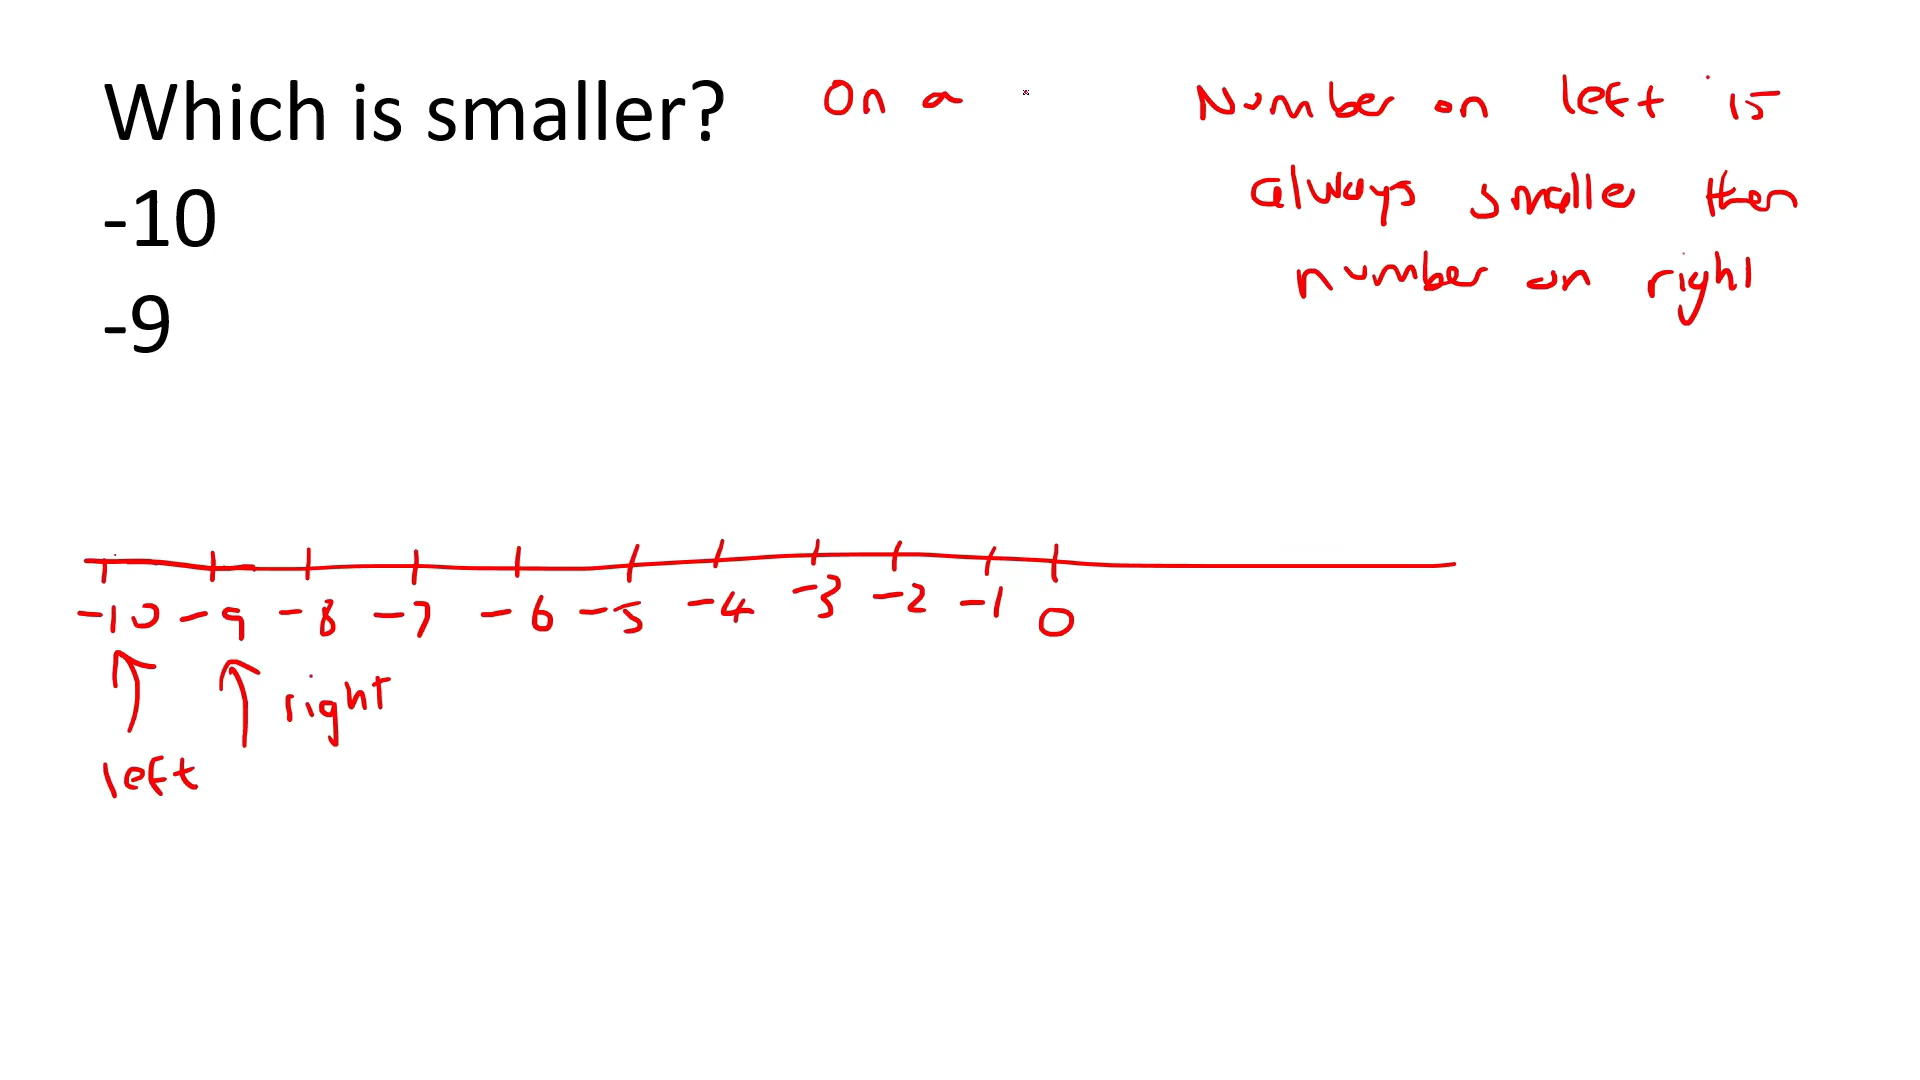 Which is smaller?
On a
Number on left is
always smaller then
number on right
-10
-9
-10 -9 -8 -7 -6 -5 -4 -3 -2 -1 0
right
left